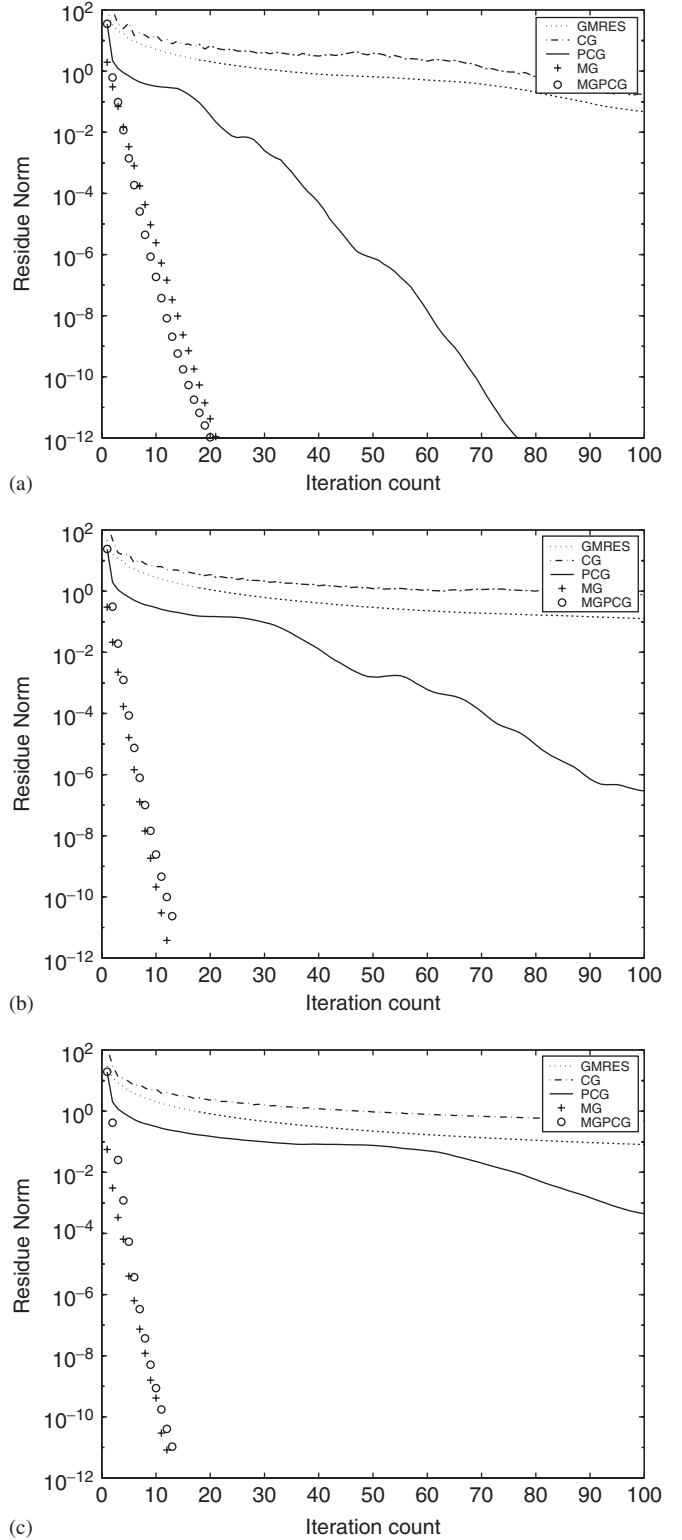 10^2
10^0
10^-2
10^-4
10^-6
10^-8
10^-10
10^-12
Residue Norm
0 10 20 30 40 50 60 70 80 90 100
Iteration count
GMRES
CG
PCG
MG
MGPCG
(a)
10^2
10^0
10^-2
10^-4
10^-6
10^-8
10^-10
10^-12
Residue Norm
0 10 20 30 40 50 60 70 80 90 100
Iteration count
GMRES
CG
PCG
MG
MGPCG
(b)
10^2
10^0
10^-2
10^-4
10^-6
10^-8
10^-10
10^-12
Residue Norm
0 10 20 30 40 50 60 70 80 90 100
Iteration count
GMRES
CG
PCG
MG
MGPCG
(c)